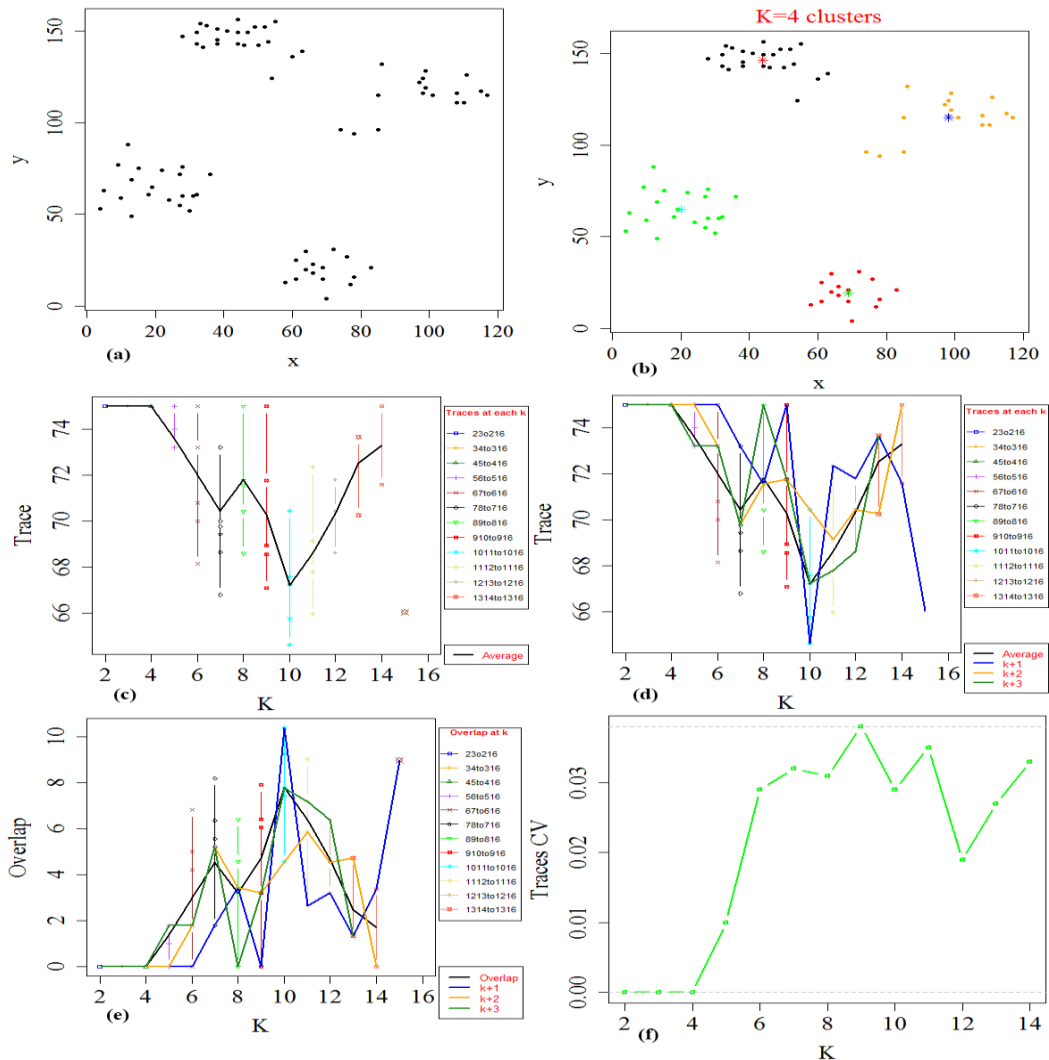 y
0 50 100 150
0 20 40 60 80 100 120
x
(a)
K=4 clusters
y
0 50 100 150
0 20 40 60 80 100 120
x
(b)
Trace
66 68 70 72 74
2 4 6 8 10 12 14 16
K
(c)
Traces at each k
23o216
34to316
45to416
56to516
67to616
78to716
89to816
910to916
1011to1016
1112to1116
1213to1216
1314to1316
Average
Trace
66 68 70 72 74
2 4 6 8 10 12 14 16
K
(d)
Traces at each k
23o216
34to316
45to416
56to516
67to616
78to716
89to816
910to916
1011to1016
1112to1116
1213to1216
1314to1316
Average
k+1
k+2
k+3
Overlap
0 2 4 6 8 10
2 4 6 8 10 12 14 16
K
(e)
Overlap at k
23o216
34to316
45to416
56to516
67to616
78to716
89to816
910to916
1011to1016
1112to1116
1213to1216
1314to1316
Overlap
k+1
k+2
k+3
Traces CV
0.00 0.01 0.02 0.03
2 4 6 8 10 12 14
K
(f)